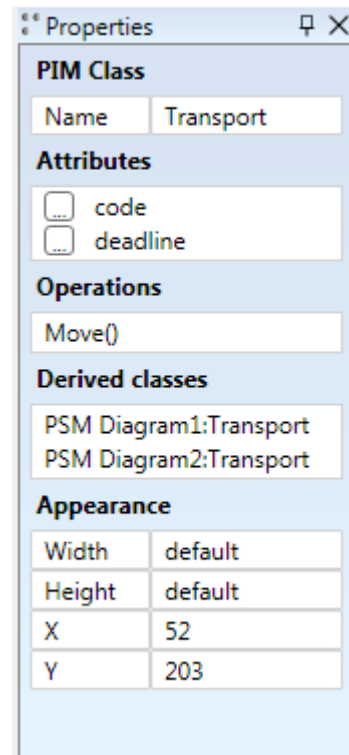 Properties
PIM Class
Name Transport
Attributes
... code
... deadline
Operations
Move()
Derived classes
PSM Diagram1:Transport
PSM Diagram2:Transport
Appearance
Width default
Height default
X 52
Y 203